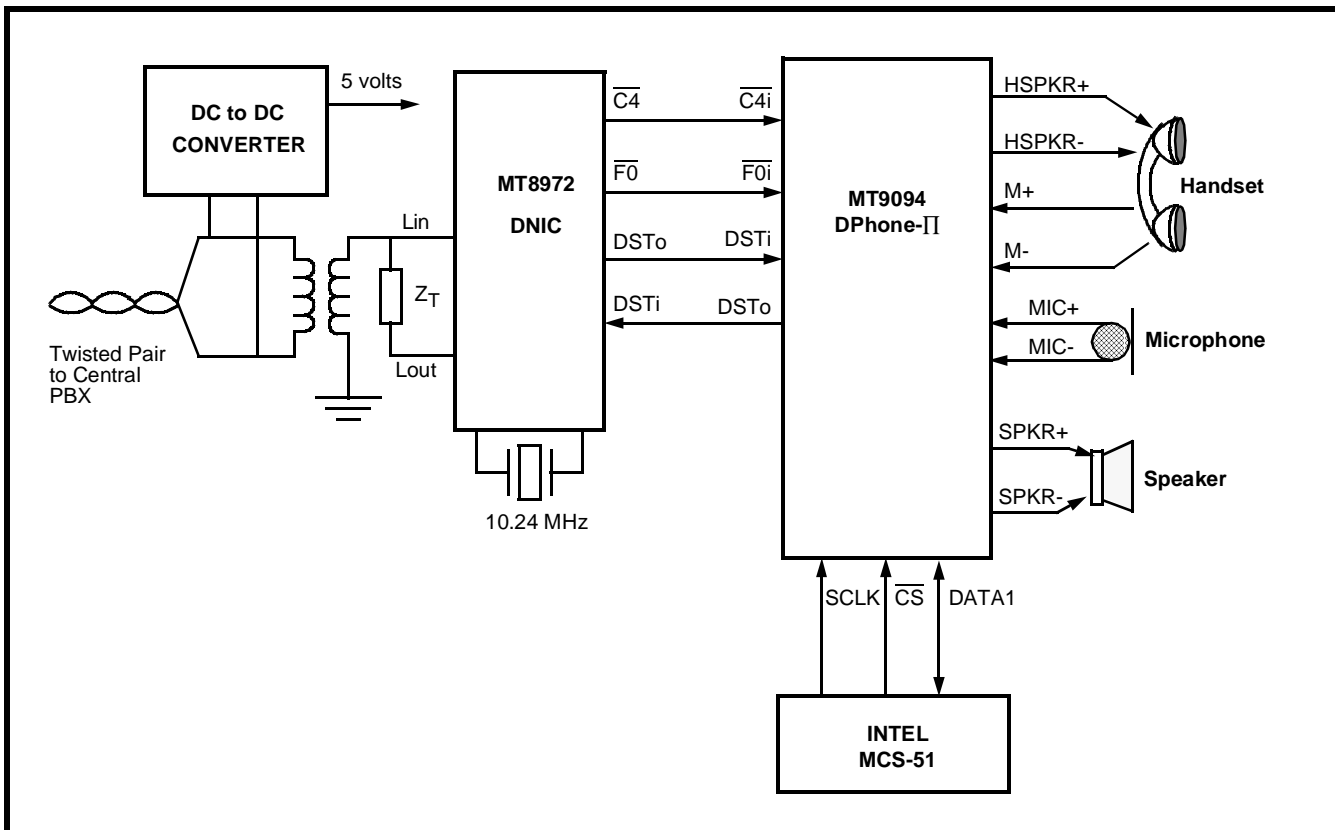 DC to DC
CONVERTER
5 volts
Twisted Pair
to Central
PBX
Lin
ZT
Lout
MT8972
DNIC
10.24 MHz
C4
F0
DSTo
DSTi
C4i
F0i
DSTi
DSTo
MT9094
DPhone-Π
HSPKR+
HSPKR-
M+
M-
Handset
MIC+
MIC-
Microphone
SPKR+
SPKR-
Speaker
SCLK
CS
DATA1
INTEL
MCS-51